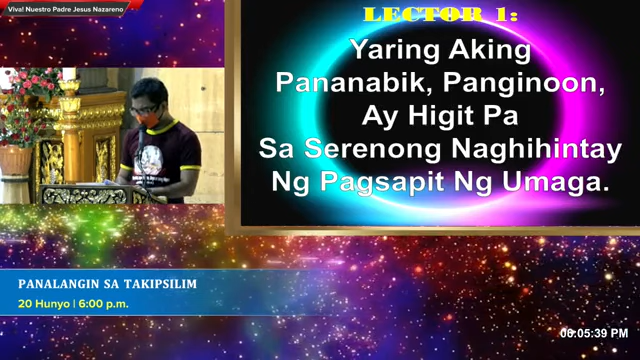 Viva! Nuestro Padre Jesus Nazareno
LECTOR 1:
Yaring Aking
Pananabik, Panginoon,
Ay Higit Pa
Sa Serenong Naghihintay
Ng Pagsapit Ng Umaga.
PANALANGIN SA TAKIPSILIM
20 Hunyo | 6:00 p.m.
06:05:39 PM